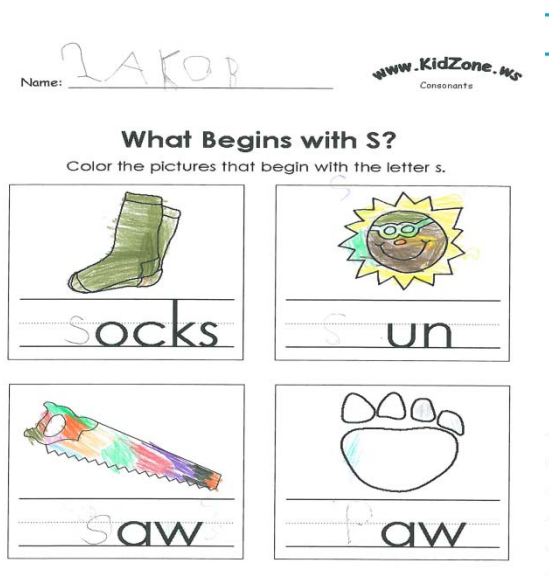 Name: JAKOB
www.KidZone.ws
Consonants
What Begins with S?
Color the pictures that begin with the letter s.
s
socks
s un
saw
paw